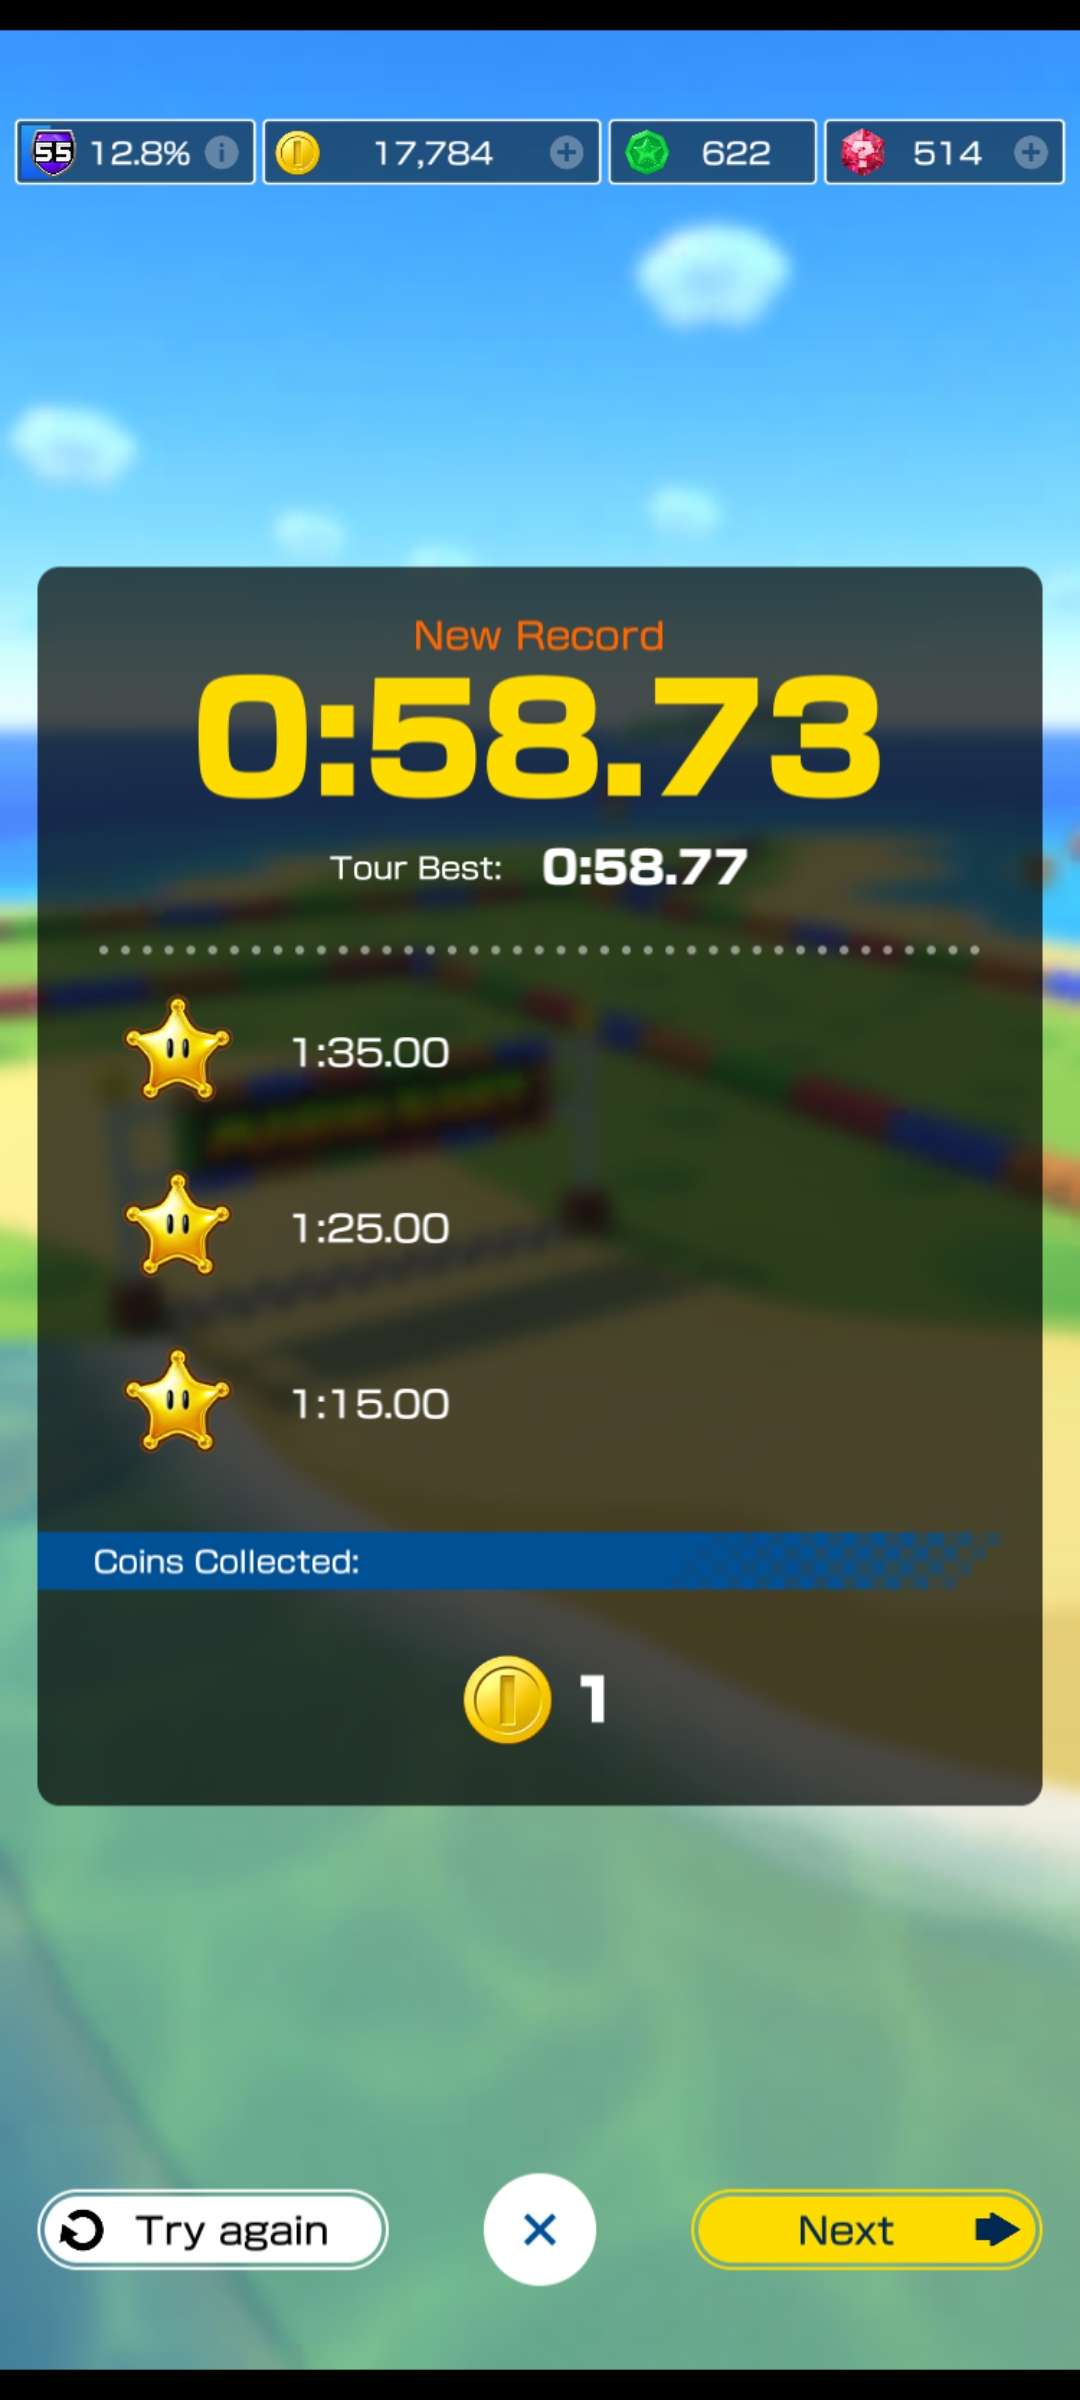 55 12.8% i 17,784 + 622 ? 514 +
New Record
0:58.73
Tour Best: 0:58.77
1:35.00
1:25.00
1:15.00
Coins Collected:
1
Try again × Next